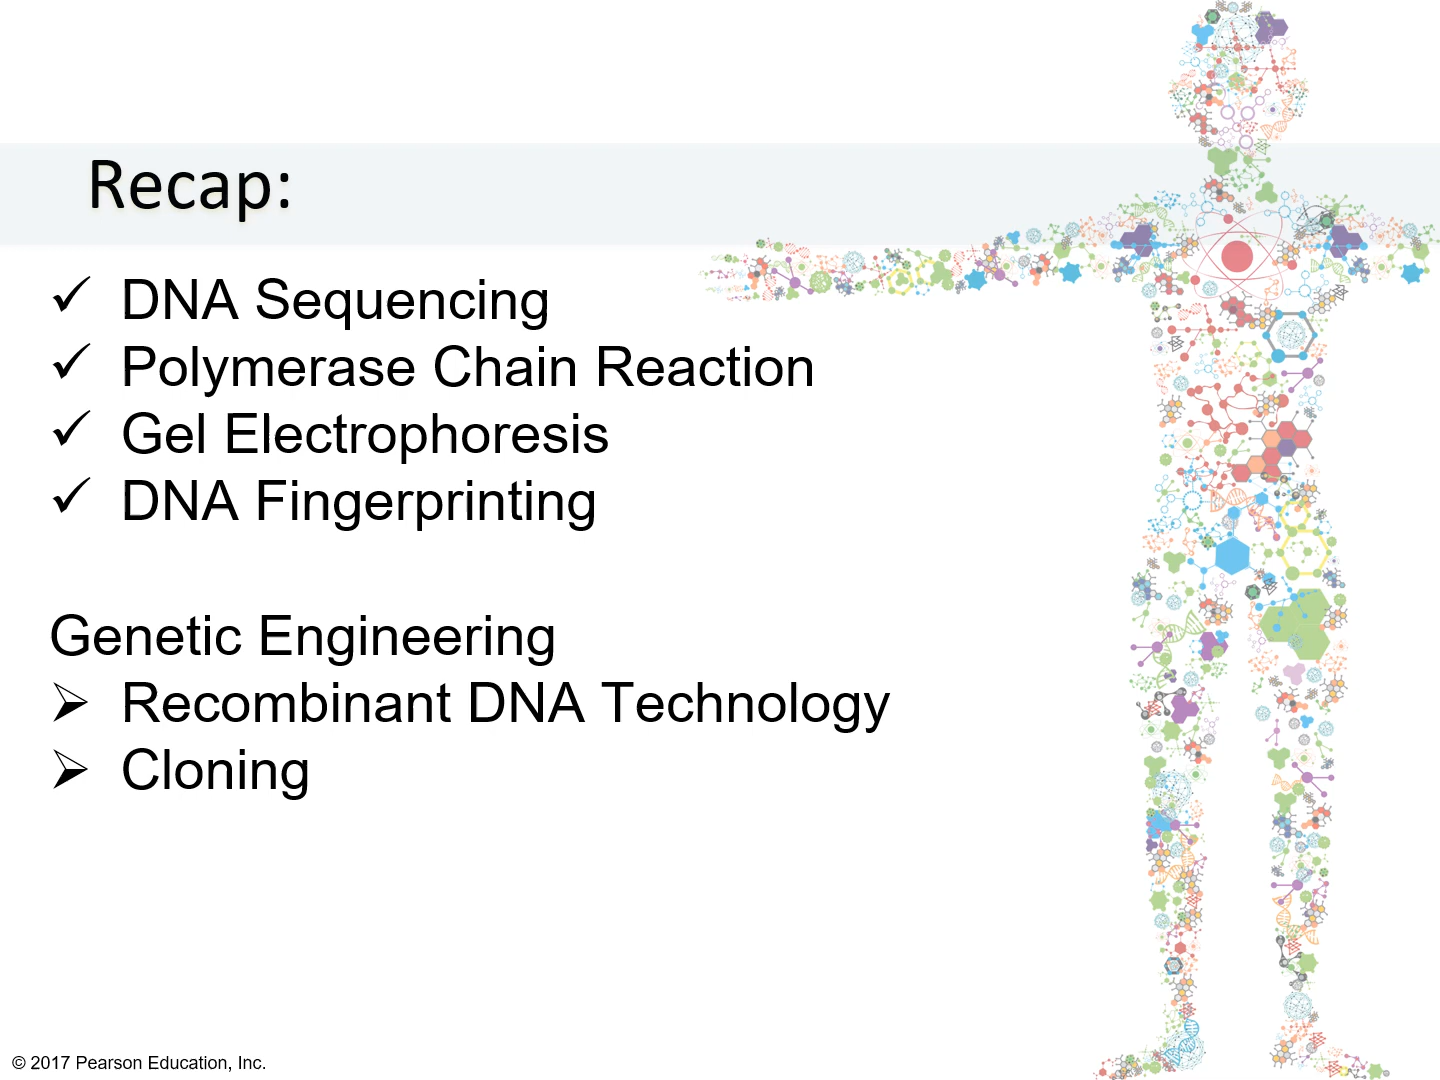 Recap:
✓ DNA Sequencing
✓ Polymerase Chain Reaction
✓ Gel Electrophoresis
✓ DNA Fingerprinting
Genetic Engineering
➢ Recombinant DNA Technology
➢ Cloning
© 2017 Pearson Education, Inc.